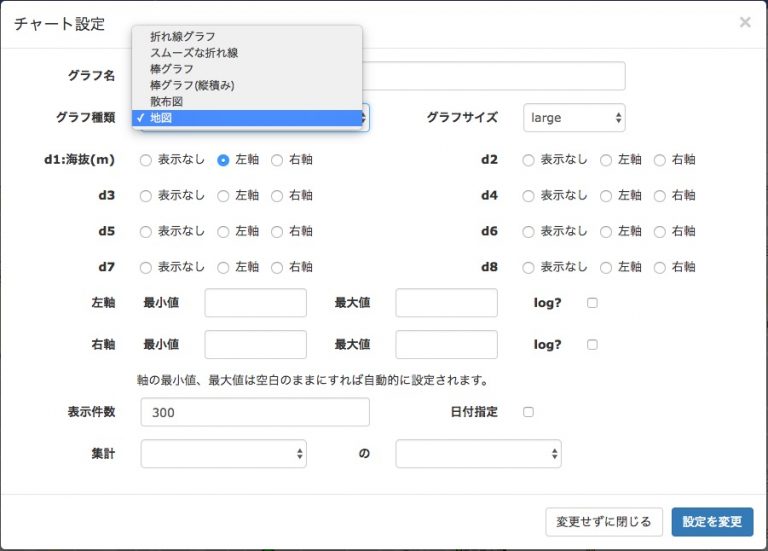 チャート設定 ×
折れ線グラフ
スムーズな折れ線
グラフ名 棒グラフ
棒グラフ(縦積み)
散布図
グラフ種類 ✓ 地図 グラフサイズ large
d1:海抜(m) 表示なし 左軸 右軸 d2 表示なし 左軸 右軸
d3 表示なし 左軸 右軸 d4 表示なし 左軸 右軸
d5 表示なし 左軸 右軸 d6 表示なし 左軸 右軸
d7 表示なし 左軸 右軸 d8 表示なし 左軸 右軸
左軸 最小値 最大値 log?
右軸 最小値 最大値 log?
軸の最小値、最大値は空白のままにすれば自動的に設定されます。
表示件数 300 日付指定
集計 の
変更せずに閉じる 設定を変更